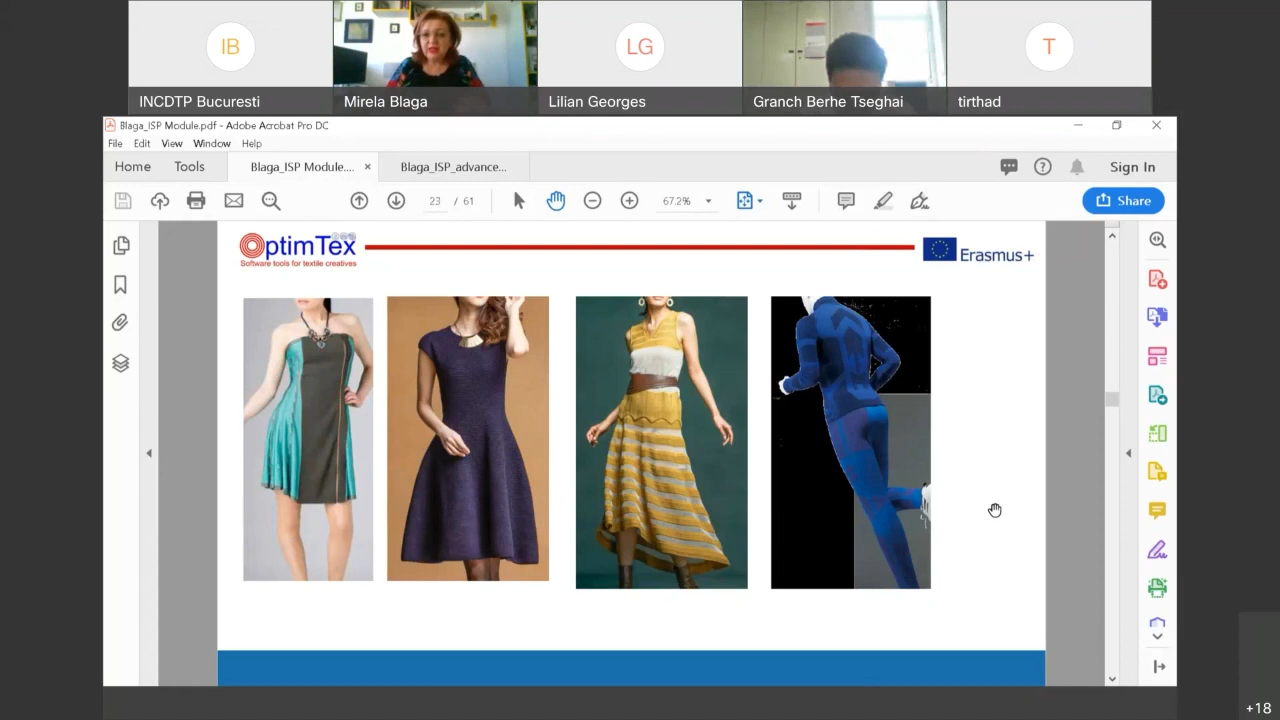 IB
LG
T
INCDTP Bucuresti
Mirela Blaga
Lilian Georges
Granch Berhe Tseghai
tirthad
Blaga_ISP Module.pdf - Adobe Acrobat Pro DC
File Edit View Window Help
Home Tools Blaga_ISP Module.... × Blaga_ISP_advance... Sign In
23 / 61 67.2% Share
OptimTex
Software tools for textile creatives
Erasmus+
+18